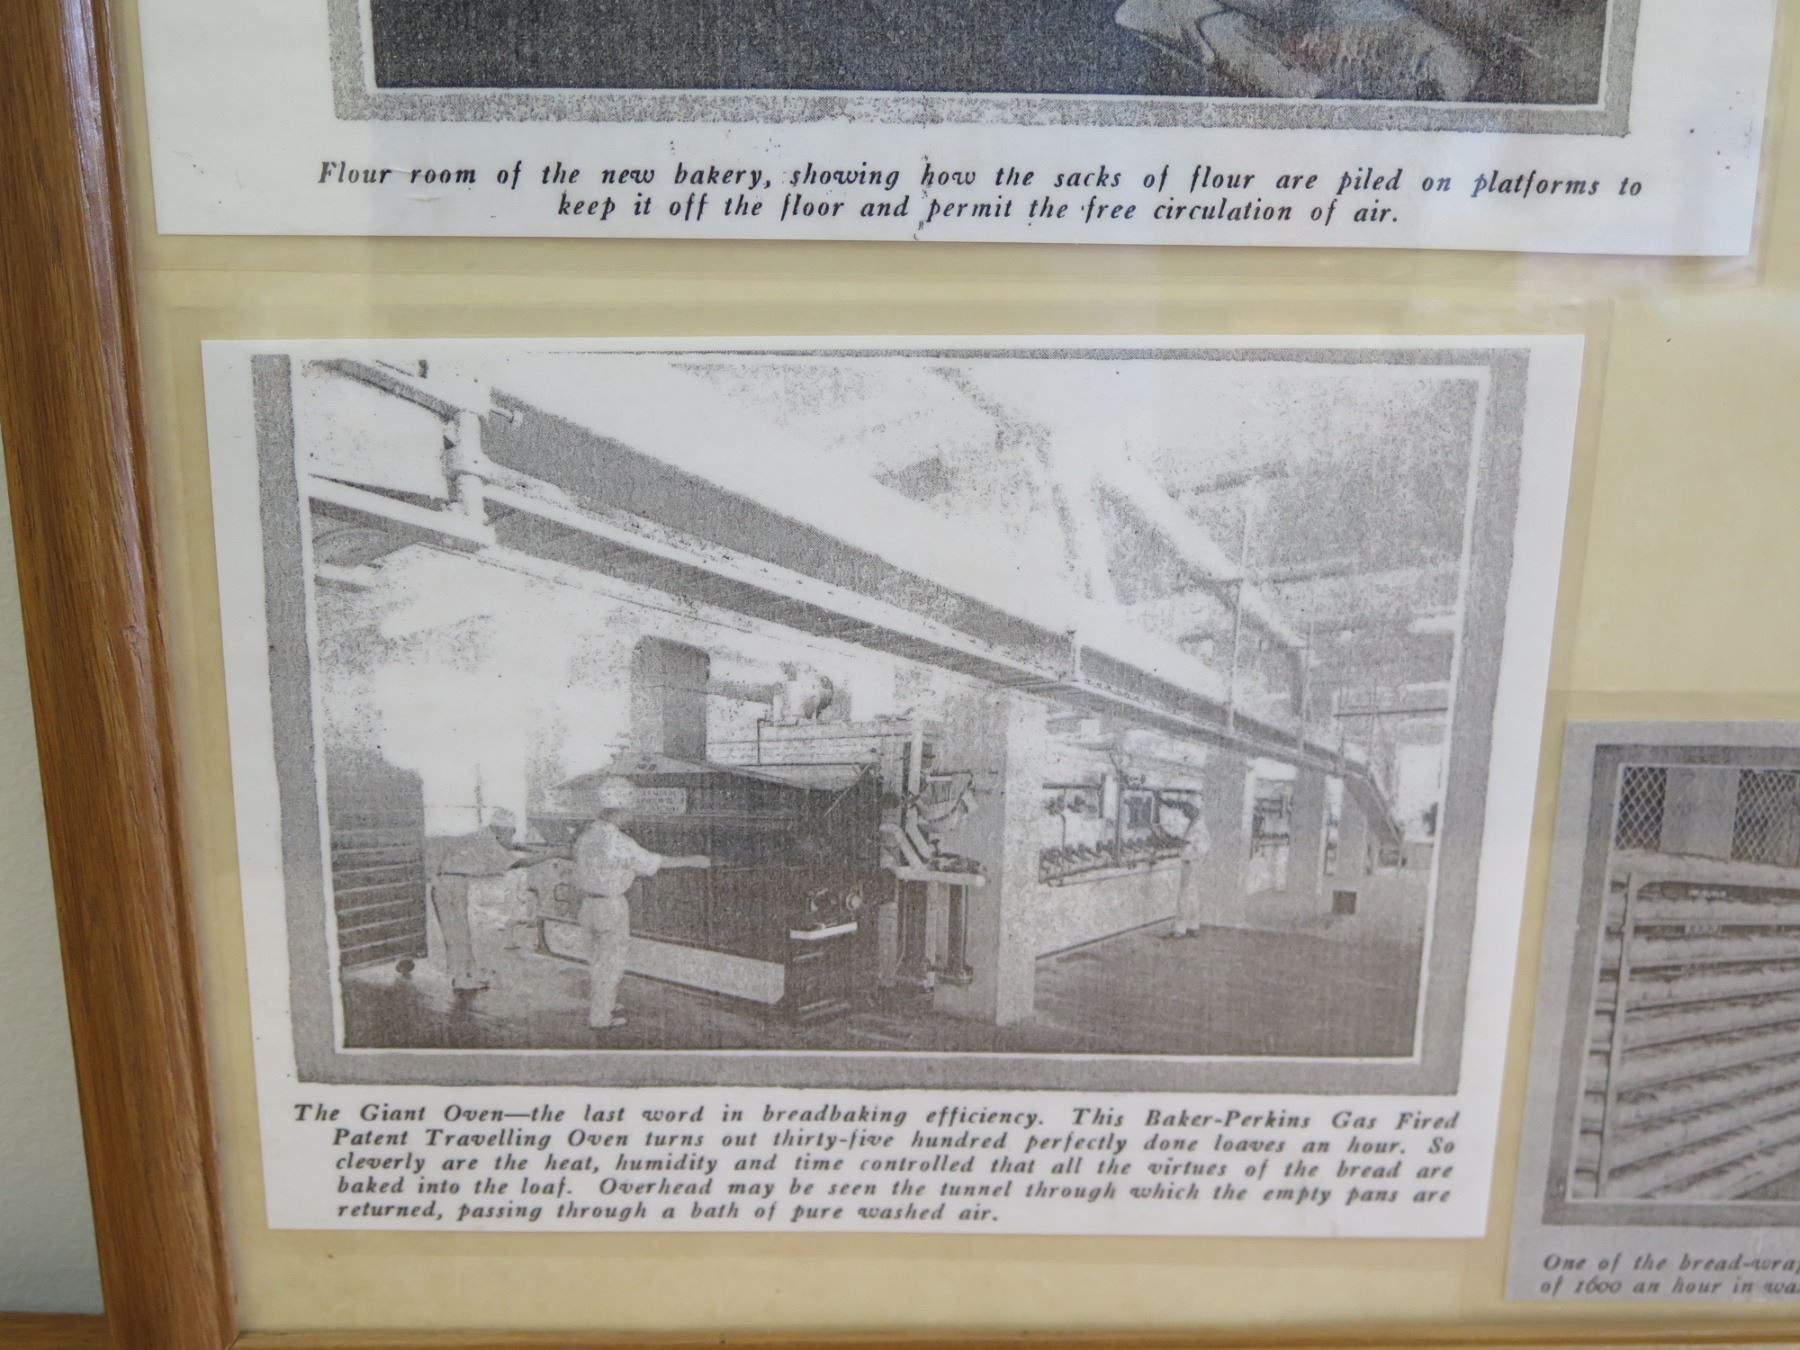 Flour room of the new bakery, showing how the sacks of flour are piled on platforms to
keep it off the floor and permit the free circulation of air.
The Giant Oven—the last word in breadbaking efficiency. This Baker-Perkins Gas Fired
Patent Travelling Oven turns out thirty-five hundred perfectly done loaves an hour. So
cleverly are the heat, humidity and time controlled that all the virtues of the bread are
baked into the loaf. Overhead may be seen the tunnel through which the empty pans are
returned, passing through a bath of pure washed air.
One of the bread-wrap
of 1600 an hour in